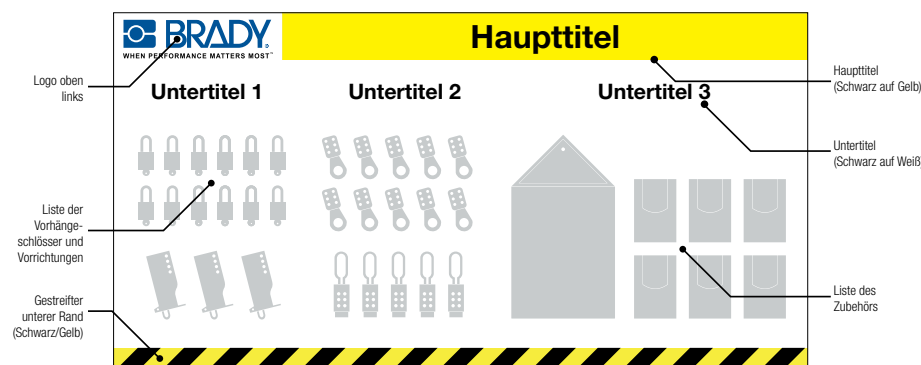 BRADY.
WHEN PERFORMANCE MATTERS MOST™
Haupttitel
Logo oben
links
Haupttitel
(Schwarz auf Gelb)
Untertitel 1
Untertitel 2
Untertitel 3
Untertitel
(Schwarz auf Weiß)
Liste der
Vorhänge-
schlösser und
Vorrichtungen
Liste des
Zubehörs
Gestreifter
unterer Rand
(Schwarz/Gelb)